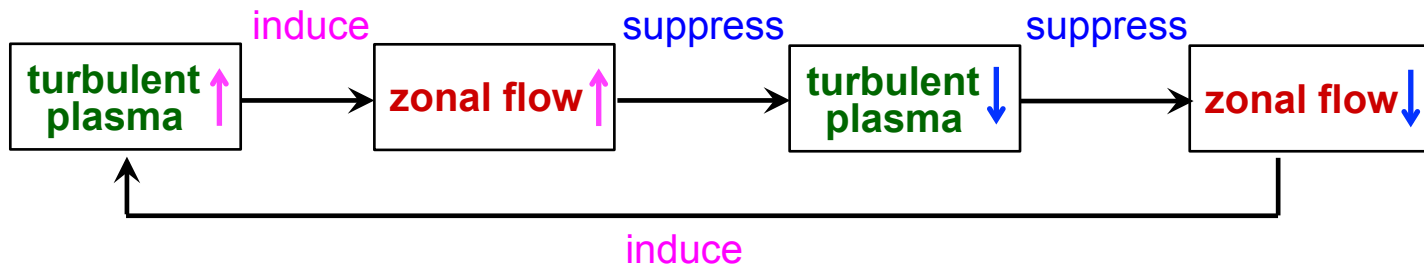 induce
suppress
suppress
turbulent
plasma
zonal flow
turbulent
plasma
zonal flow
induce